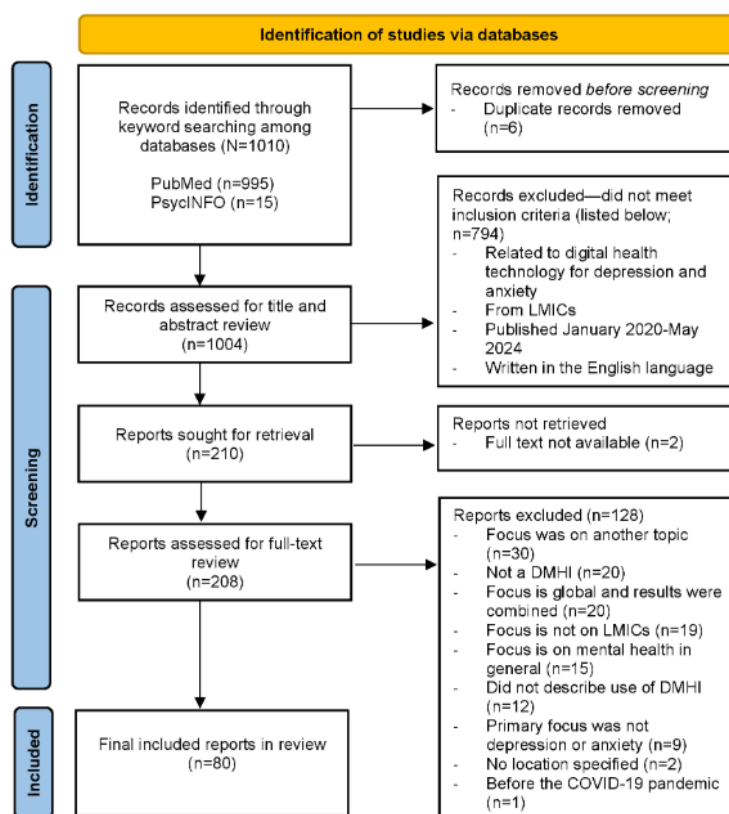 Identification of studies via databases
Identification
Records identified through
keyword searching among
databases (N=1010)
PubMed (n=995)
PsycINFO (n=15)
Records removed before screening
- Duplicate records removed
(n=6)
Screening
Records assessed for title and
abstract review
(n=1004)
Records excluded—did not meet
inclusion criteria (listed below;
n=794)
- Related to digital health
technology for depression and
anxiety
- From LMICs
- Published January 2020-May
2024
- Written in the English language
Reports sought for retrieval
(n=210)
Reports not retrieved
- Full text not available (n=2)
Reports assessed for full-text
review
(n=208)
Reports excluded (n=128)
- Focus was on another topic
(n=30)
- Not a DMHI (n=20)
- Focus is global and results were
combined (n=20)
- Focus is not on LMICs (n=19)
- Focus is on mental health in
general (n=15)
- Did not describe use of DMHI
(n=12)
- Primary focus was not
depression or anxiety (n=9)
- No location specified (n=2)
- Before the COVID-19 pandemic
(n=1)
Included
Final included reports in review
(n=80)